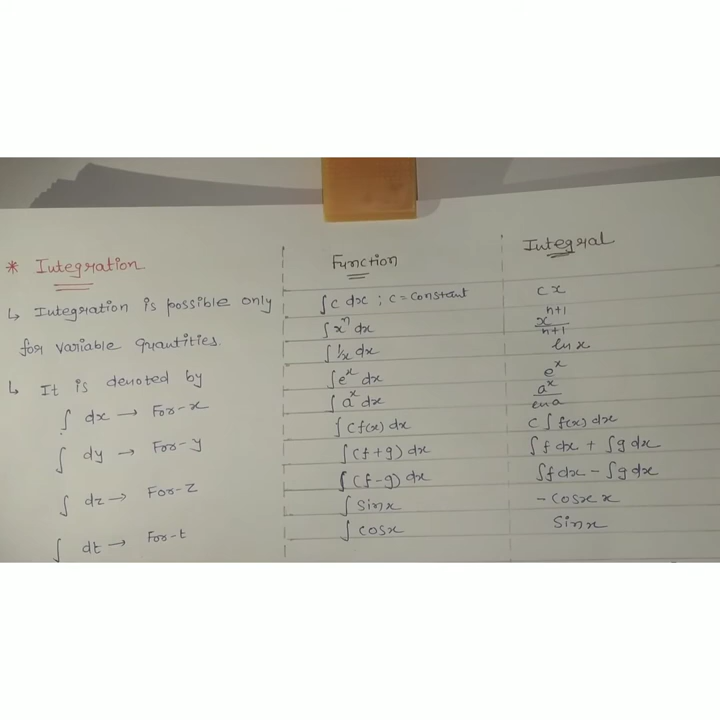 * Integration
↳ Integration is possible only
for variable quantities.
↳ It is denoted by
∫ dx → For-x
∫ dy → For-y
∫ dz → For-z
∫ dt → For-t
Function
∫c dx ; c = constant
∫xⁿ dx
∫1/x dx
∫eˣ dx
∫aˣ dx
∫cf(x) dx
∫(f+g) dx
∫(f-g) dx
∫sinx
∫cosx
Integral
cx
xⁿ⁺¹/n+1
ln x
eˣ
aˣ/ln a
c∫f(x) dx
∫f dx + ∫g dx
∫f dx - ∫g dx
-cosx x
sinx